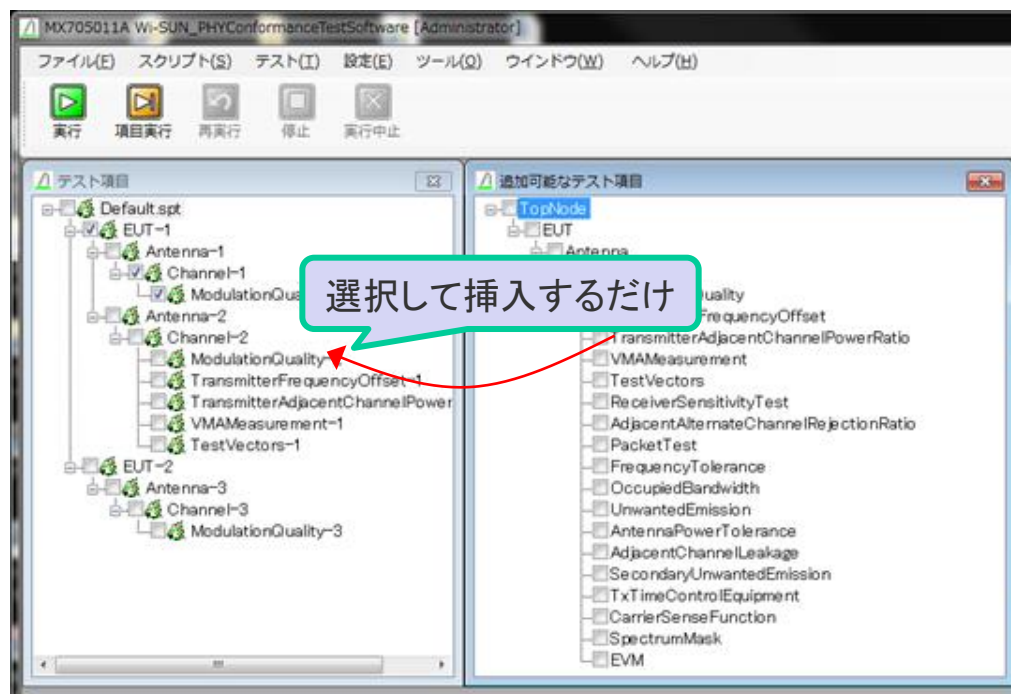 MX705011A Wi-SUN_PHYConformanceTestSoftware [Administrator]
ファイル(F) スクリプト(S) テスト(T) 設定(E) ツール(O) ウインドウ(W) ヘルプ(H)
実行 項目実行 再実行 停止 実行中止
テスト項目
Default.spt
EUT-1
Antenna-1
Channel-1
ModulationQua
Antenna-2
Channel-2
ModulationQuality-
TransmitterFrequencyOffset-1
TransmitterAdjacentChannelPower
VMAMeasurement-1
TestVectors-1
EUT-2
Antenna-3
Channel-3
ModulationQuality-3
選択して挿入するだけ
追加可能なテスト項目
TopNode
EUT
Antenna
uality
requencyOffset
TransmitterAdjacentChannelPowerRatio
VMAMeasurement
TestVectors
ReceiverSensitivityTest
AdjacentAlternateChannelRejectionRatio
PacketTest
FrequencyTolerance
OccupiedBandwidth
UnwantedEmission
AntennaPowerTolerance
AdjacentChannelLeakage
SecondaryUnwantedEmission
TxTimeControlEquipment
CarrierSenseFunction
SpectrumMask
EVM